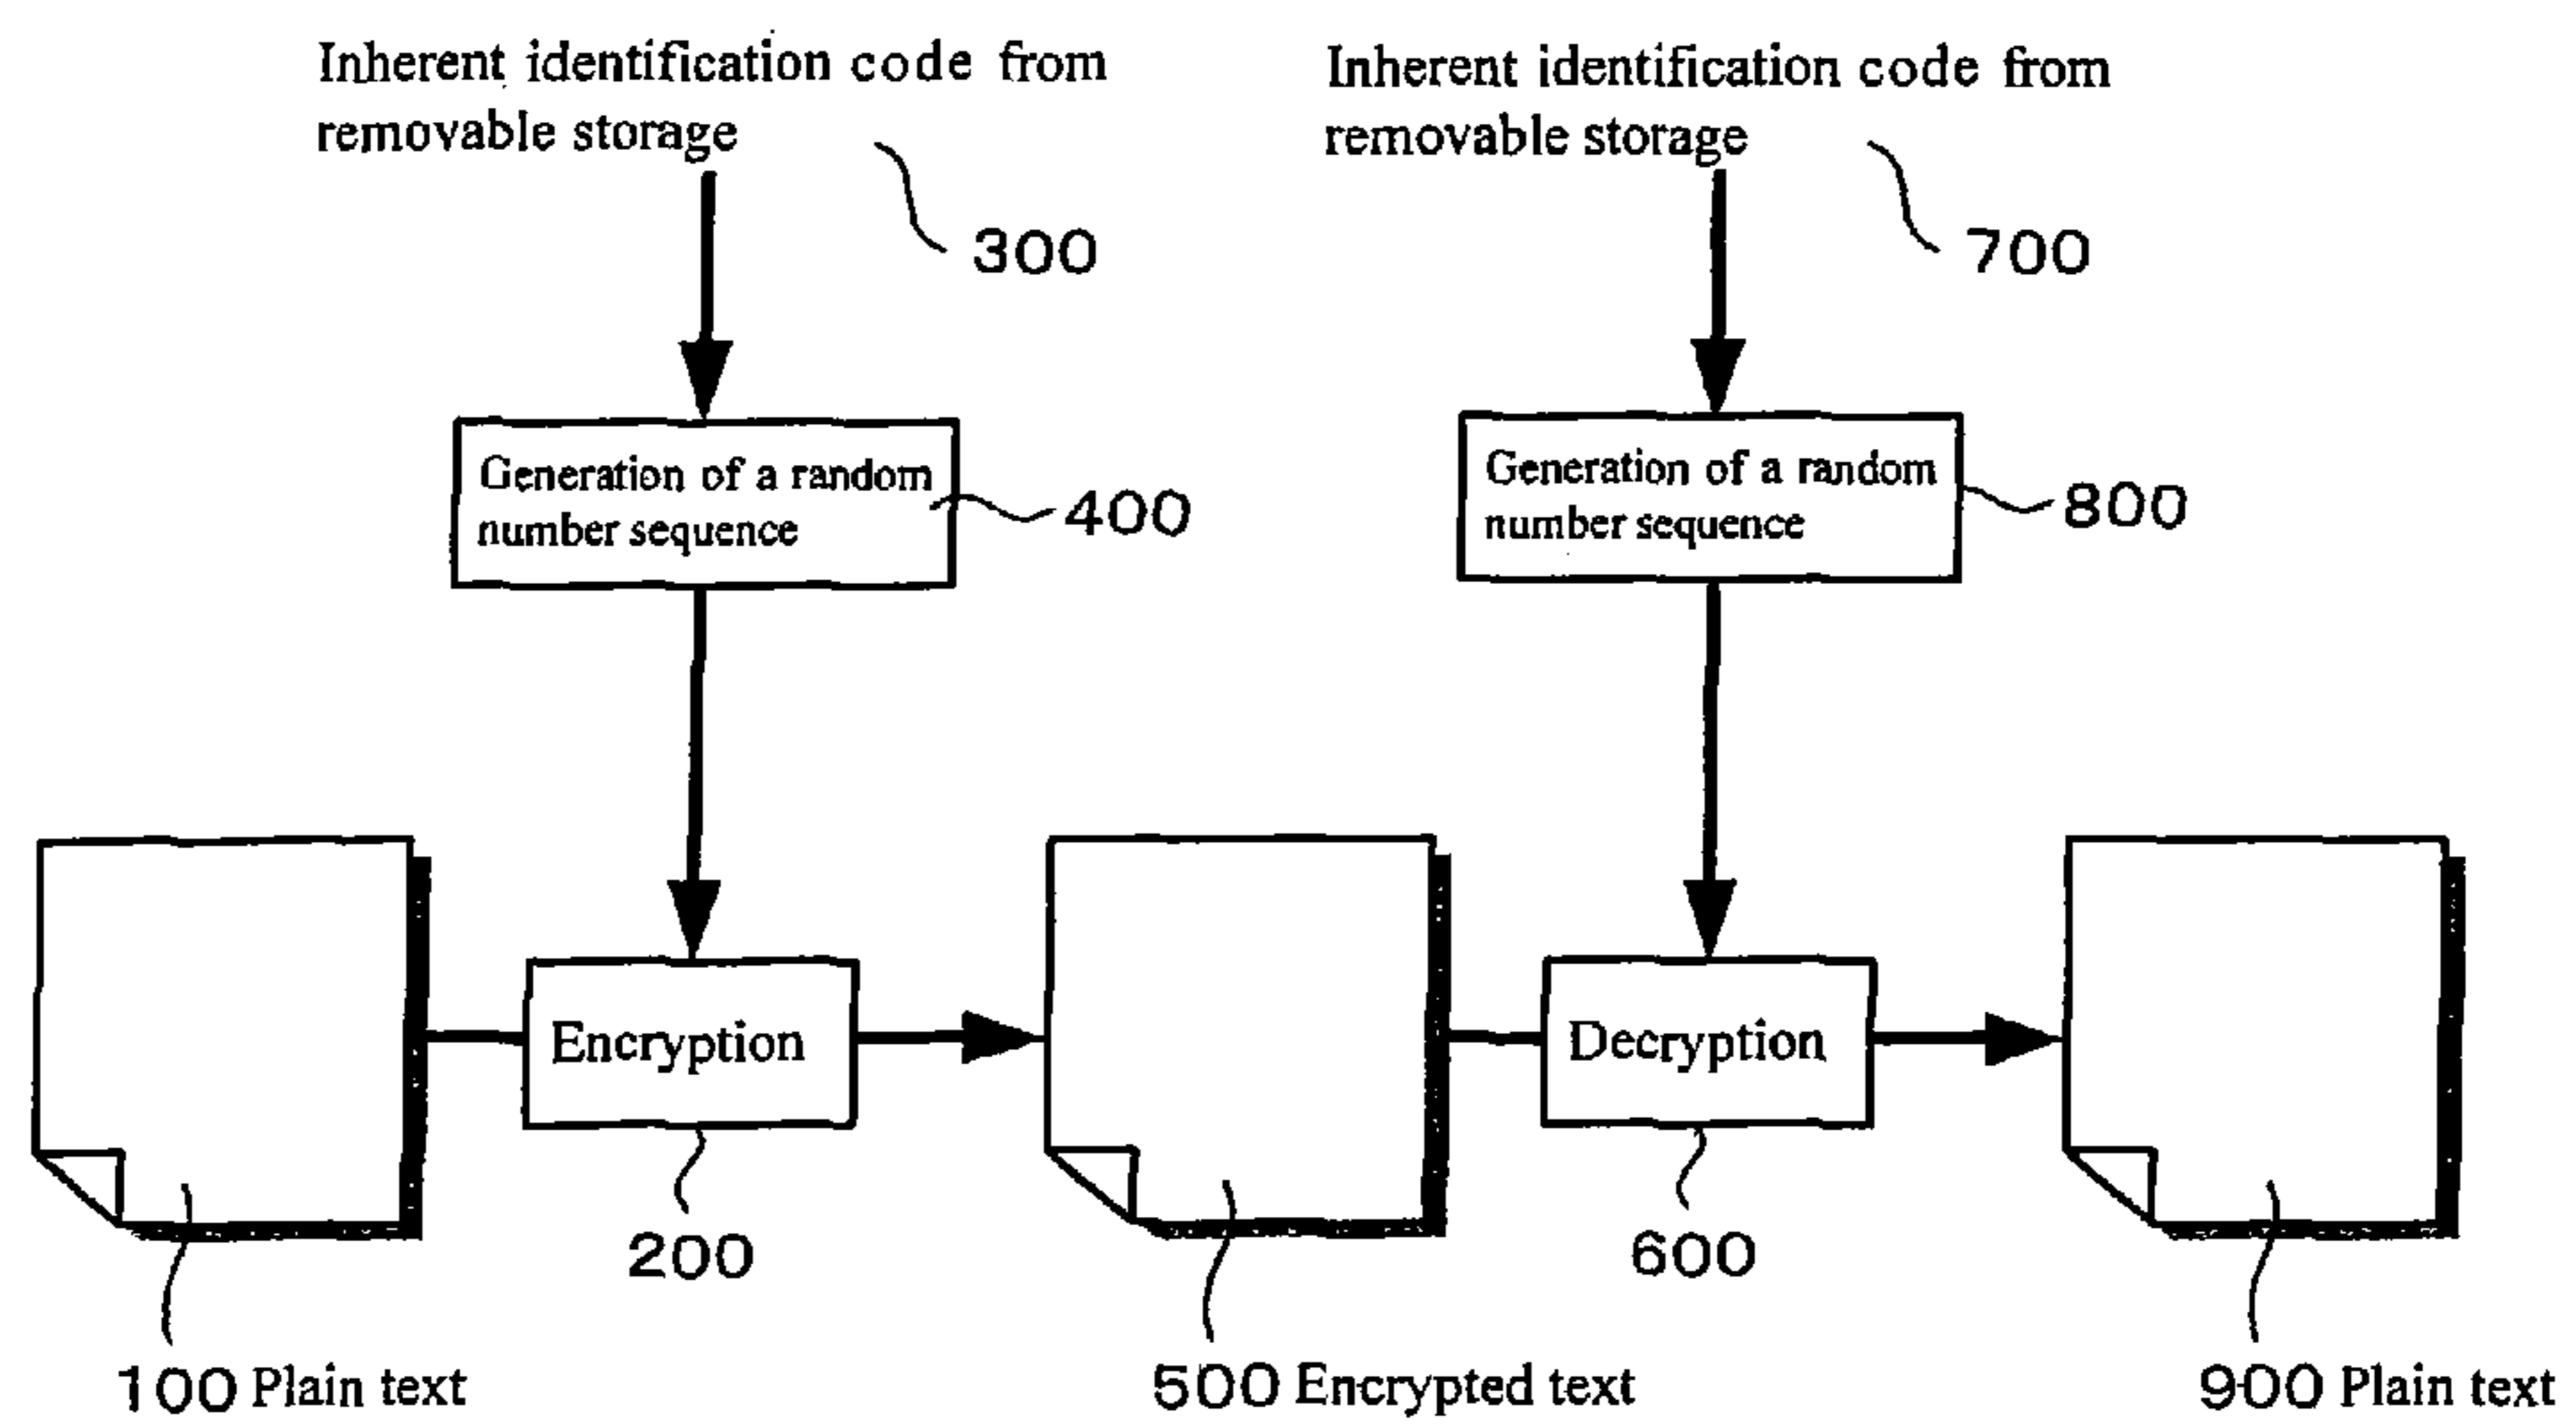 Inherent identification code from
removable storage
300
Inherent identification code from
removable storage
700
Generation of a random
number sequence
400
Generation of a random
number sequence
800
Encryption
200
Decryption
600
100 Plain text
500 Encrypted text
900 Plain text